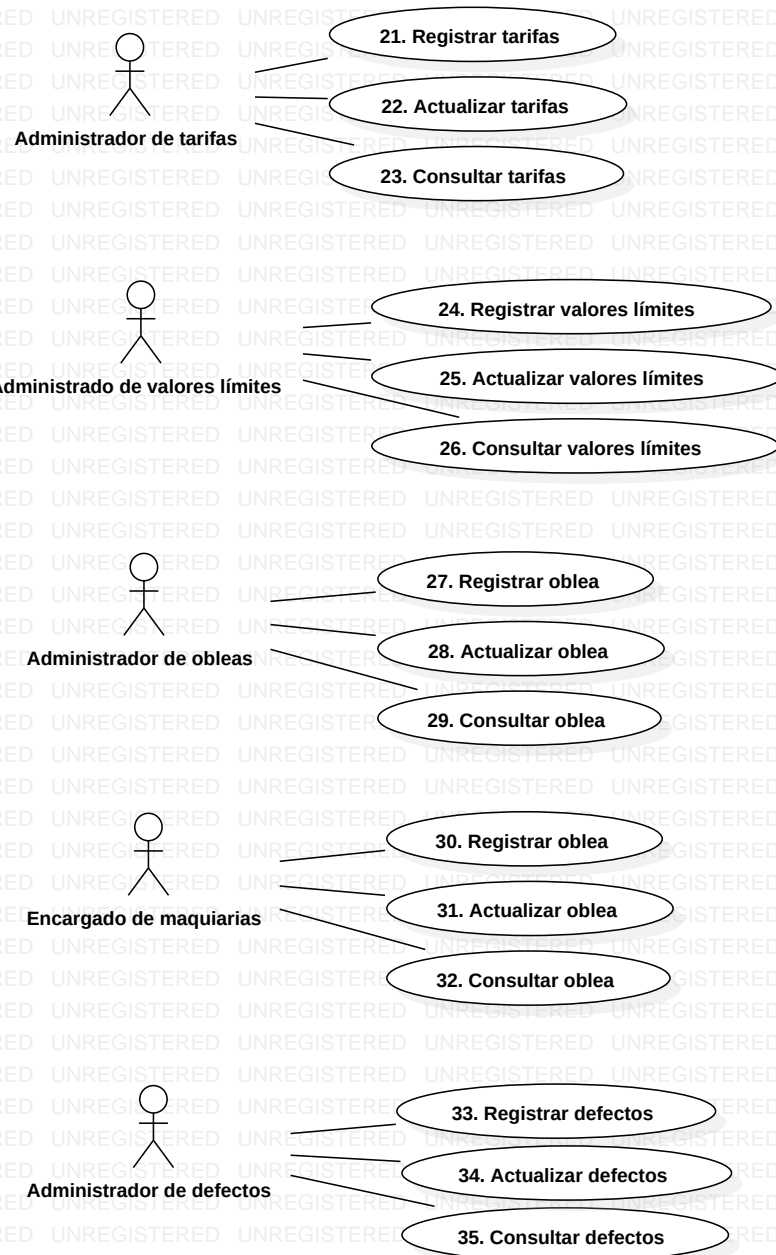 21. Registrar tarifas
22. Actualizar tarifas
Administrador de tarifas
23. Consultar tarifas
24. Registrar valores límites
25. Actualizar valores límites
Administrado de valores límites
26. Consultar valores límites
27. Registrar oblea
28. Actualizar oblea
Administrador de obleas
29. Consultar oblea
30. Registrar oblea
31. Actualizar oblea
Encargado de maquiarias
32. Consultar oblea
33. Registrar defectos
34. Actualizar defectos
Administrador de defectos
35. Consultar defectos
UNREGISTERED